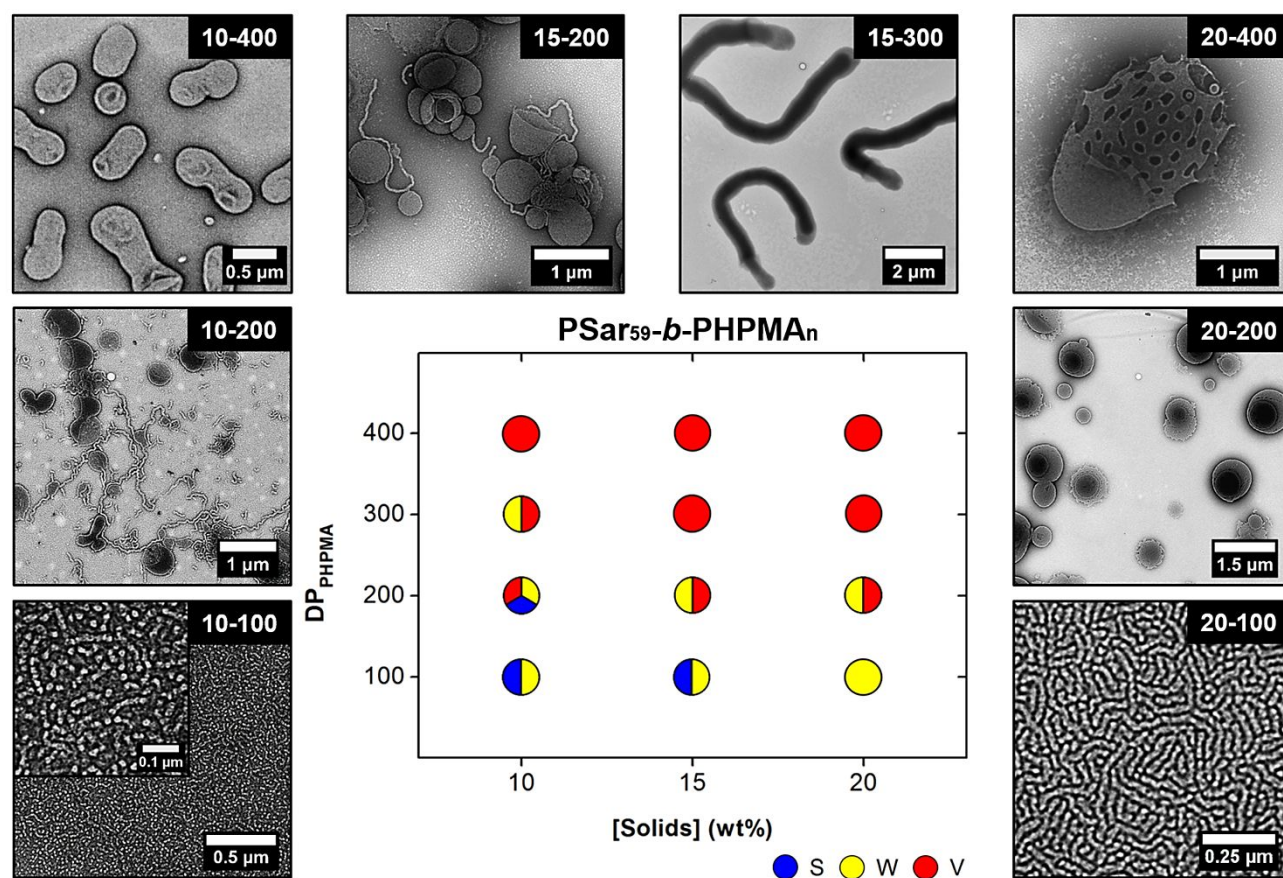 10-400
0.5 µm
15-200
1 µm
15-300
2 µm
20-400
1 µm
10-200
1 µm
PSar59-b-PHPMAn
20-200
1.5 µm
DP PHPMA
400
300
200
100
10
15
20
[Solids] (wt%)
S W V
10-100
0.1 µm
0.5 µm
20-100
0.25 µm